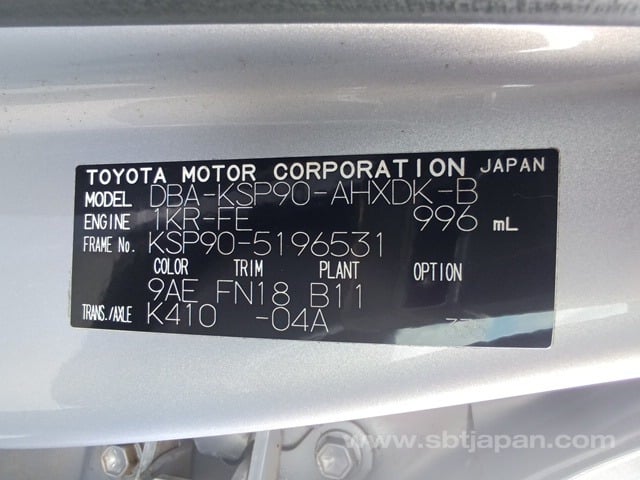 TOYOTA MOTOR CORPORATION JAPAN
MODEL DBA-KSP90-AHXDK-B
ENGINE 1KR-FE 996 mL
FRAME No. KSP90-5196531
COLOR TRIM PLANT OPTION
9AE FN18 B11
TRANS./AXLE K410 -04A
www.sbtjapan.com